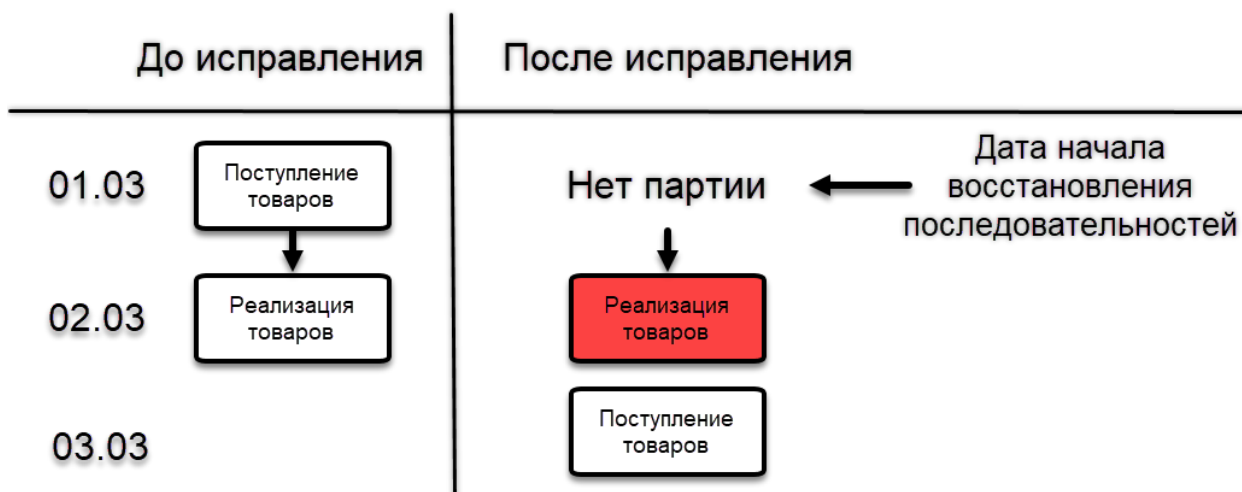 До исправления
После исправления
01.03
Поступление
товаров
Нет партии
Дата начала
восстановления
последовательностей
02.03
Реализация
товаров
Реализация
товаров
03.03
Поступление
товаров